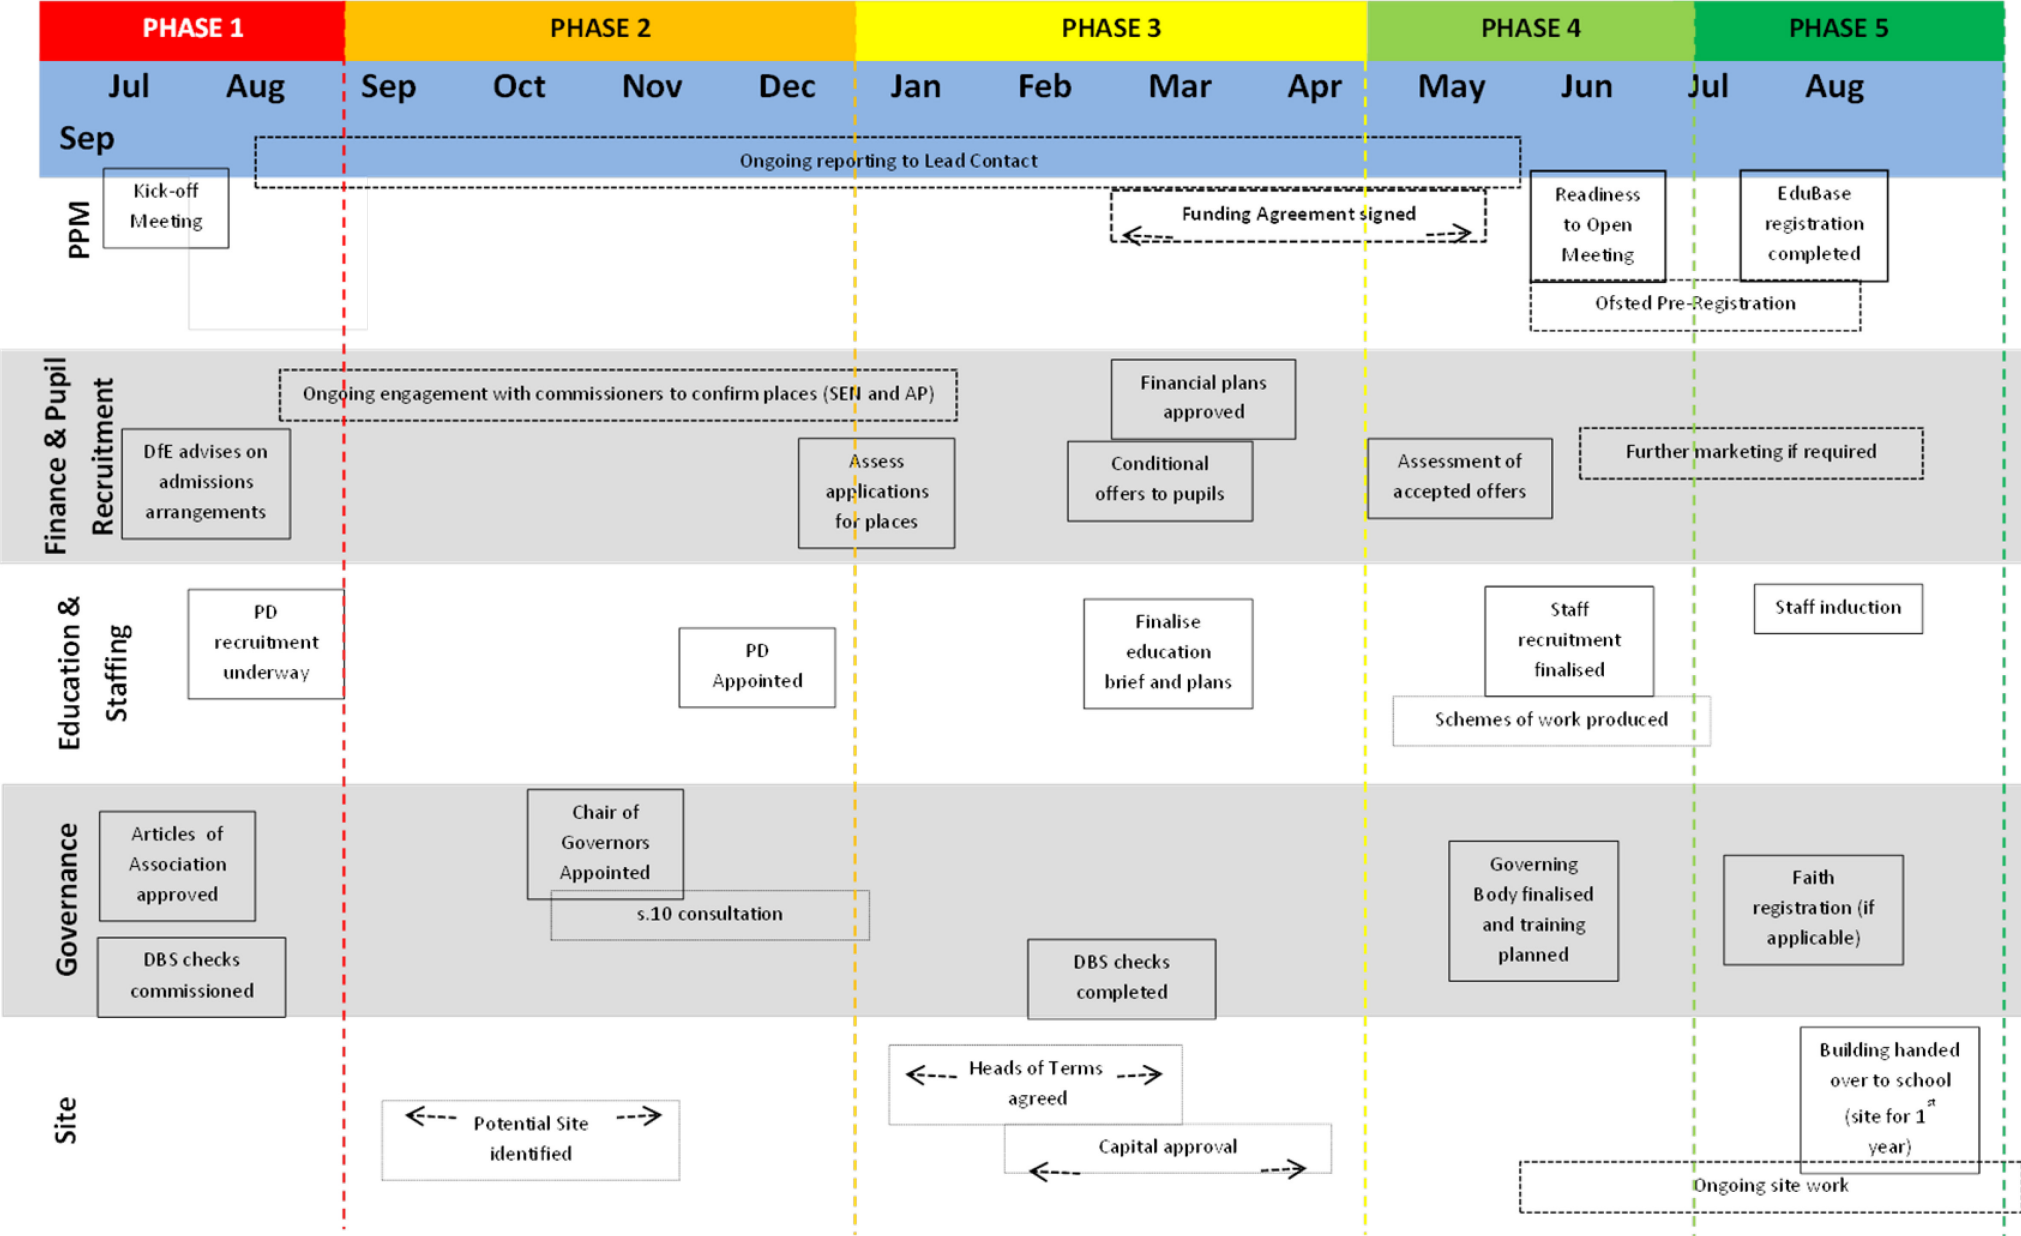 PHASE 1 PHASE 2 PHASE 3 PHASE 4 PHASE 5
Jul Aug Sep Oct Nov Dec Jan Feb Mar Apr May Jun Jul Aug
Sep
PPM
Kick-off
Meeting
Ongoing reporting to Lead Contact
Funding Agreement signed
Readiness
to Open
Meeting
EduBase
registration
completed
Ofsted Pre-Registration
Finance & Pupil
Recruitment
DfE advises on
admissions
arrangements
Ongoing engagement with commissioners to confirm places (SEN and AP)
Assess
applications
for places
Financial plans
approved
Conditional
offers to pupils
Assessment of
accepted offers
Further marketing if required
Education &
Staffing
PD
recruitment
underway
PD
Appointed
Finalise
education
brief and plans
Staff
recruitment
finalised
Schemes of work produced
Staff induction
Governance
Articles of
Association
approved
DBS checks
commissioned
Chair of
Governors
Appointed
s.10 consultation
DBS checks
completed
Governing
Body finalised
and training
planned
Faith
registration (if
applicable)
Site
Potential Site
identified
Heads of Terms
agreed
Capital approval
Building handed
over to school
(site for 1st
year)
Ongoing site work